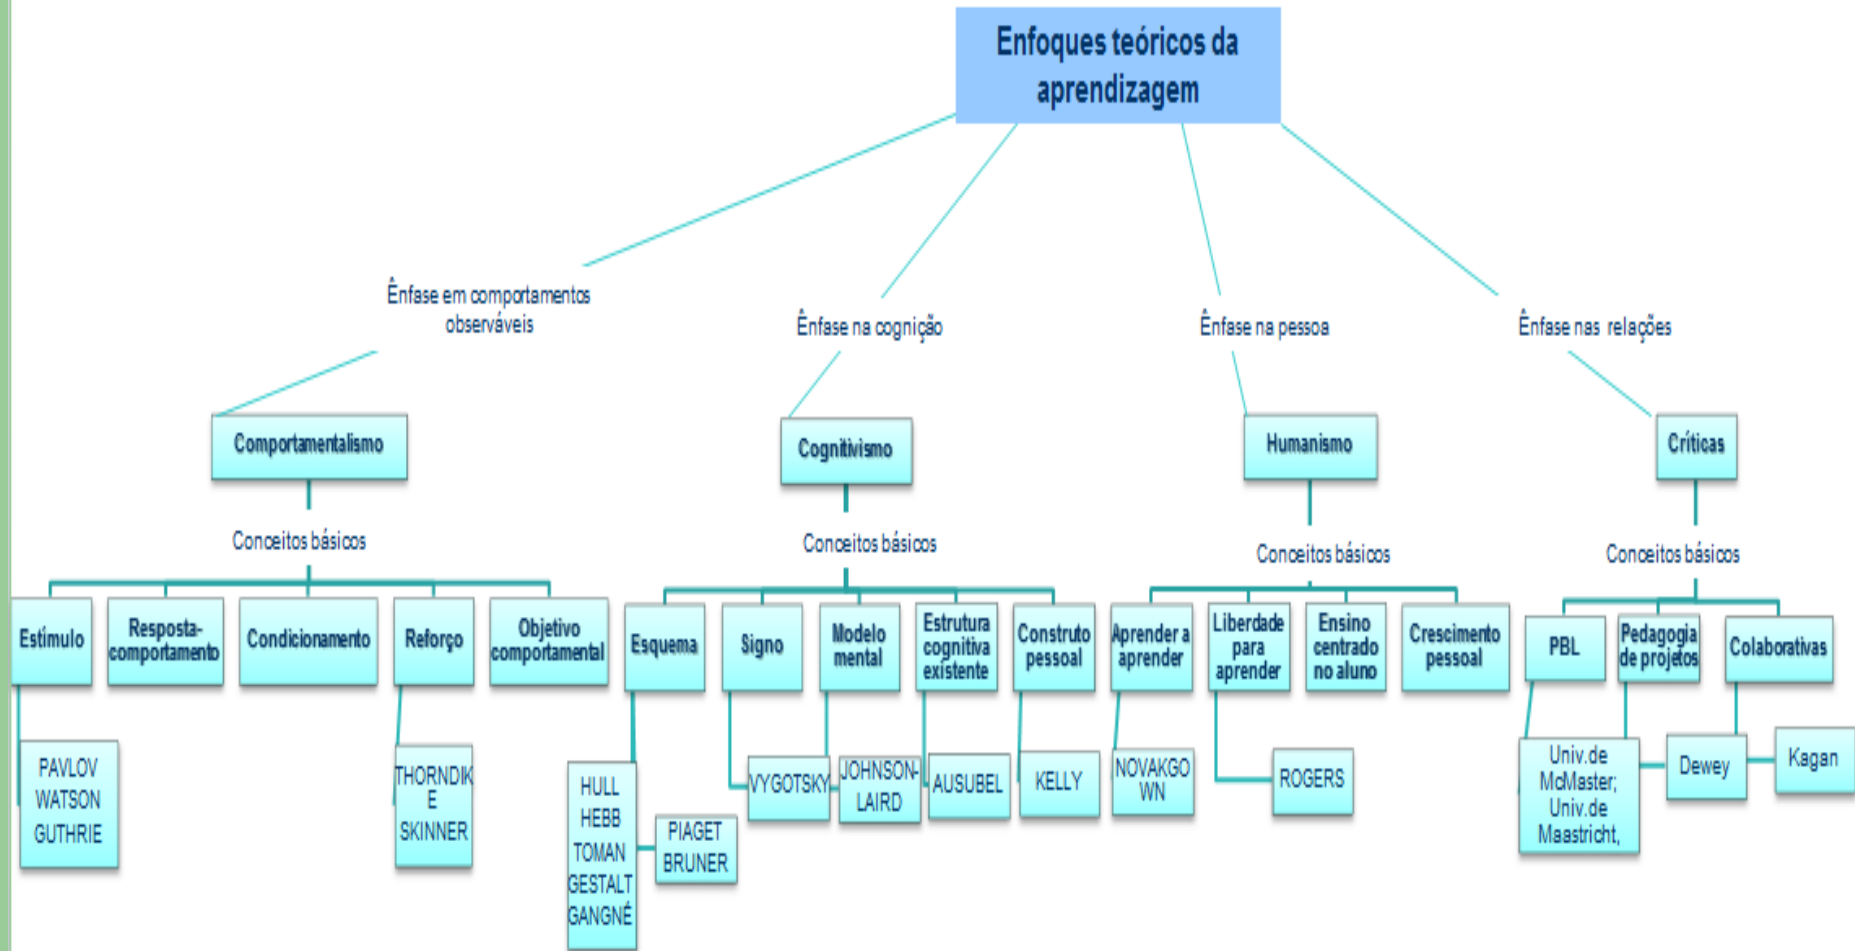 Enfoques teóricos da
aprendizagem
Ênfase em comportamentos
observáveis
Ênfase na cognição
Ênfase na pessoa
Ênfase nas relações
Comportamentalismo
Cognitivismo
Humanismo
Críticas
Conceitos básicos
Conceitos básicos
Conceitos básicos
Conceitos básicos
Estímulo
Resposta-
comportamento
Condicionamento
Reforço
Objetivo
comportamental
Esquema
Signo
Modelo
mental
Estrutura
cognitiva
existente
Construto
pessoal
Aprender a
aprender
Liberdade
para
aprender
Ensino
centrado
no aluno
Crescimento
pessoal
PBL
Pedagogia
de projetos
Colaborativas
PAVLOV
WATSON
GUTHRIE
THORNDIK
E
SKINNER
HULL
HEBB
TOMAN
GESTALT
GANGNÉ
PIAGET
BRUNER
VYGOTSKY
JOHNSON-
LAIRD
AUSUBEL
KELLY
NOVAKGO
WN
ROGERS
Univ.de
McMaster;
Univ.de
Maastricht,
Dewey
Kagan